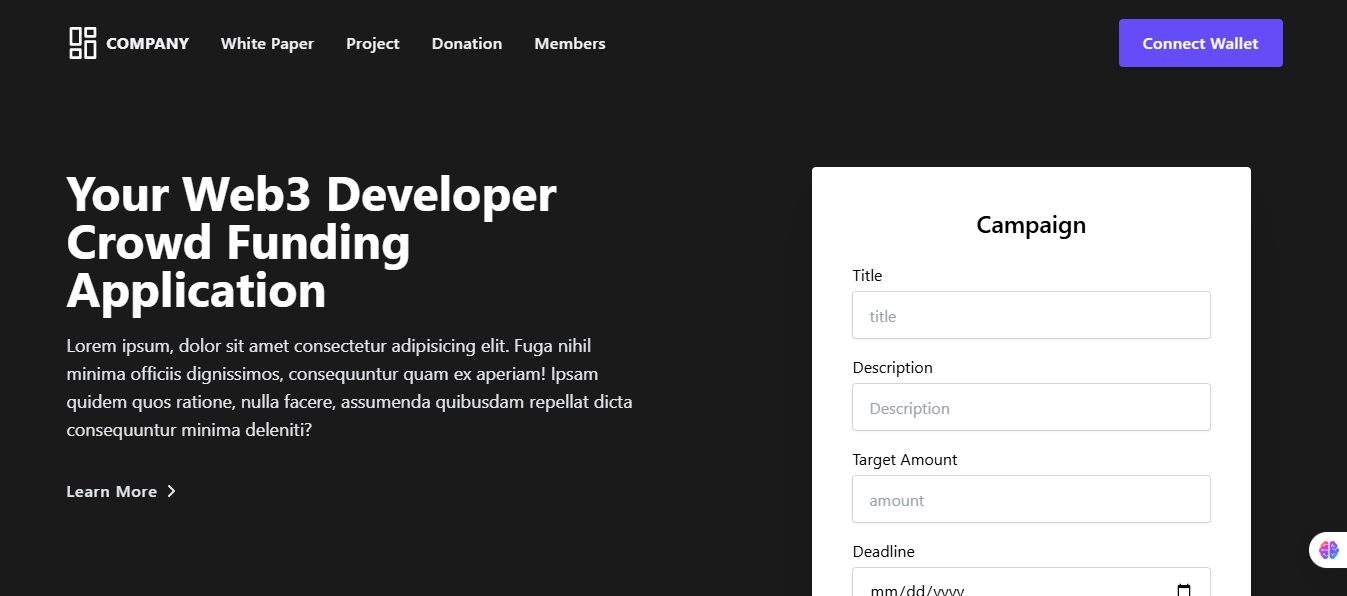 COMPANY White Paper Project Donation Members Connect Wallet
Your Web3 Developer
Crowd Funding
Application
Lorem ipsum, dolor sit amet consectetur adipisicing elit. Fuga nihil
minima officiis dignissimos, consequuntur quam ex aperiam! Ipsam
quidem quos ratione, nulla facere, assumenda quibusdam repellat dicta
consequuntur minima deleniti?
Learn More
Campaign
Title
title
Description
Description
Target Amount
amount
Deadline
mm/dd/yyyy